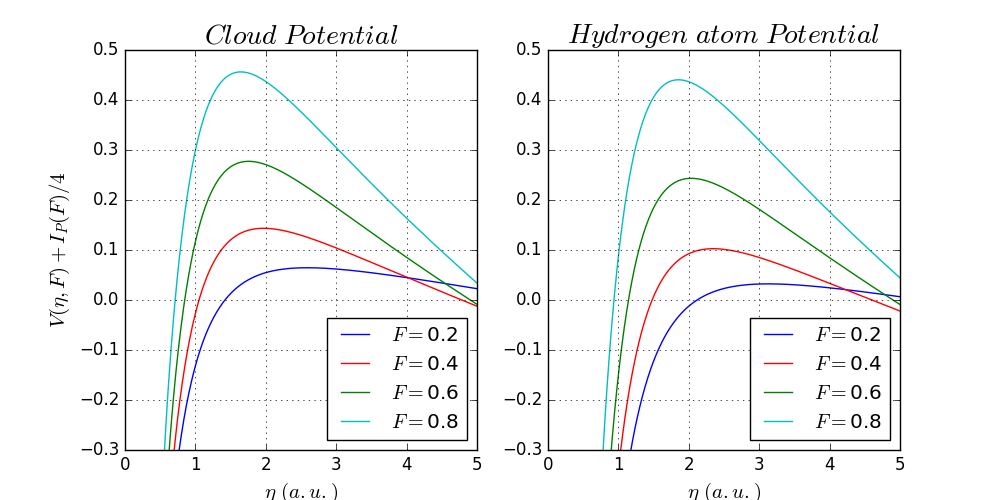 Cloud Potential
0.5
0.4
0.3
0.2
0.1
0.0
−0.1
−0.2
−0.3
V(η, F) + I_P(F)/4
0 1 2 3 4 5
η (a.u.)
F = 0.2
F = 0.4
F = 0.6
F = 0.8
Hydrogen atom Potential
0.5
0.4
0.3
0.2
0.1
0.0
−0.1
−0.2
−0.3
0 1 2 3 4 5
η (a.u.)
F = 0.2
F = 0.4
F = 0.6
F = 0.8